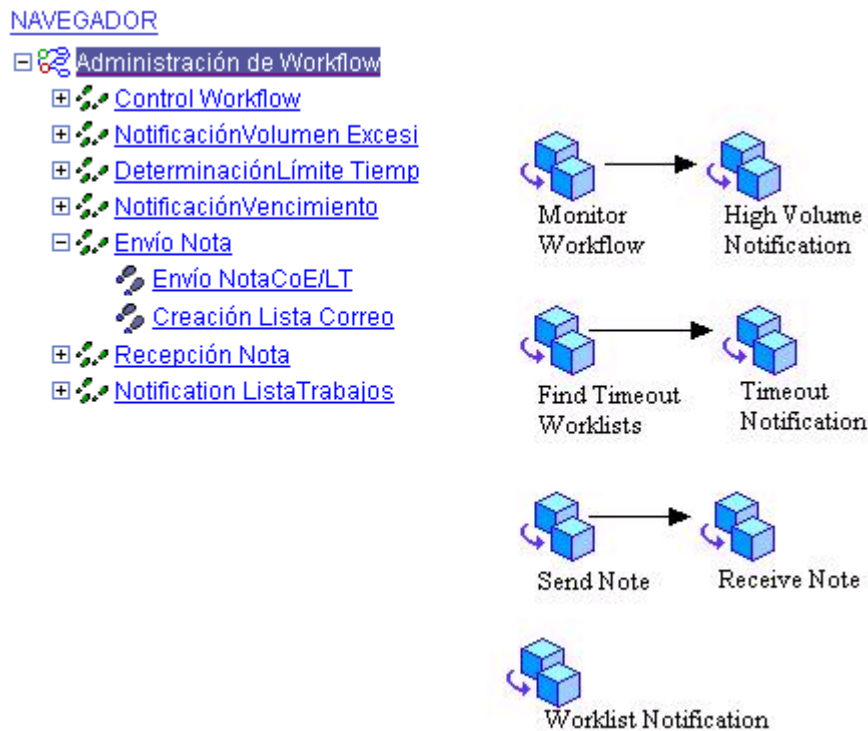 NAVEGADOR
Administración de Workflow
Control Workflow
NotificaciónVolumen Excesi
DeterminaciónLímite Tiemp
NotificaciónVencimiento
Envío Nota
Envío NotaCoE/LT
Creación Lista Correo
Recepción Nota
Notification ListaTrabajos
Monitor
Workflow
High Volume
Notification
Find Timeout
Worklists
Timeout
Notification
Send Note
Receive Note
Worklist Notification